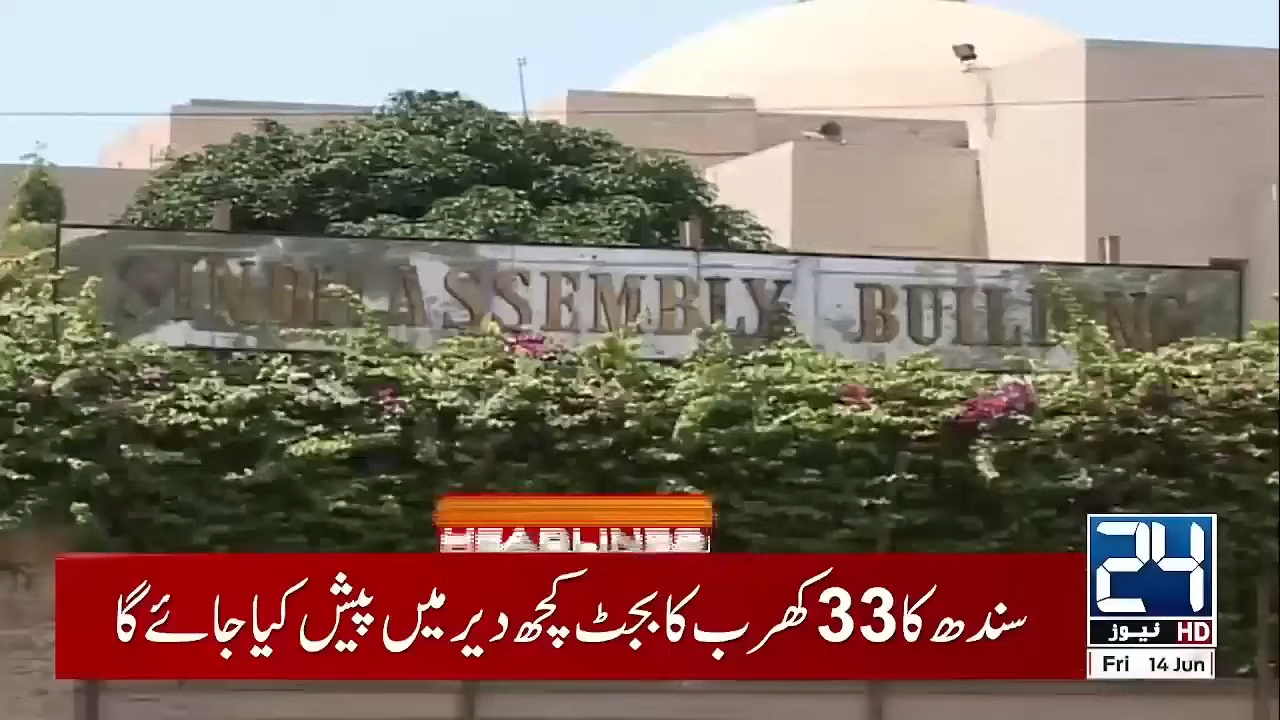 SINDH ASSEMBLY BUILDING
HEADLINES
سندھ کا 33 کھرب کا بجٹ کچھ دیر میں پیش کیا جائے گا
24
نیوز HD
Fri 14 Jun